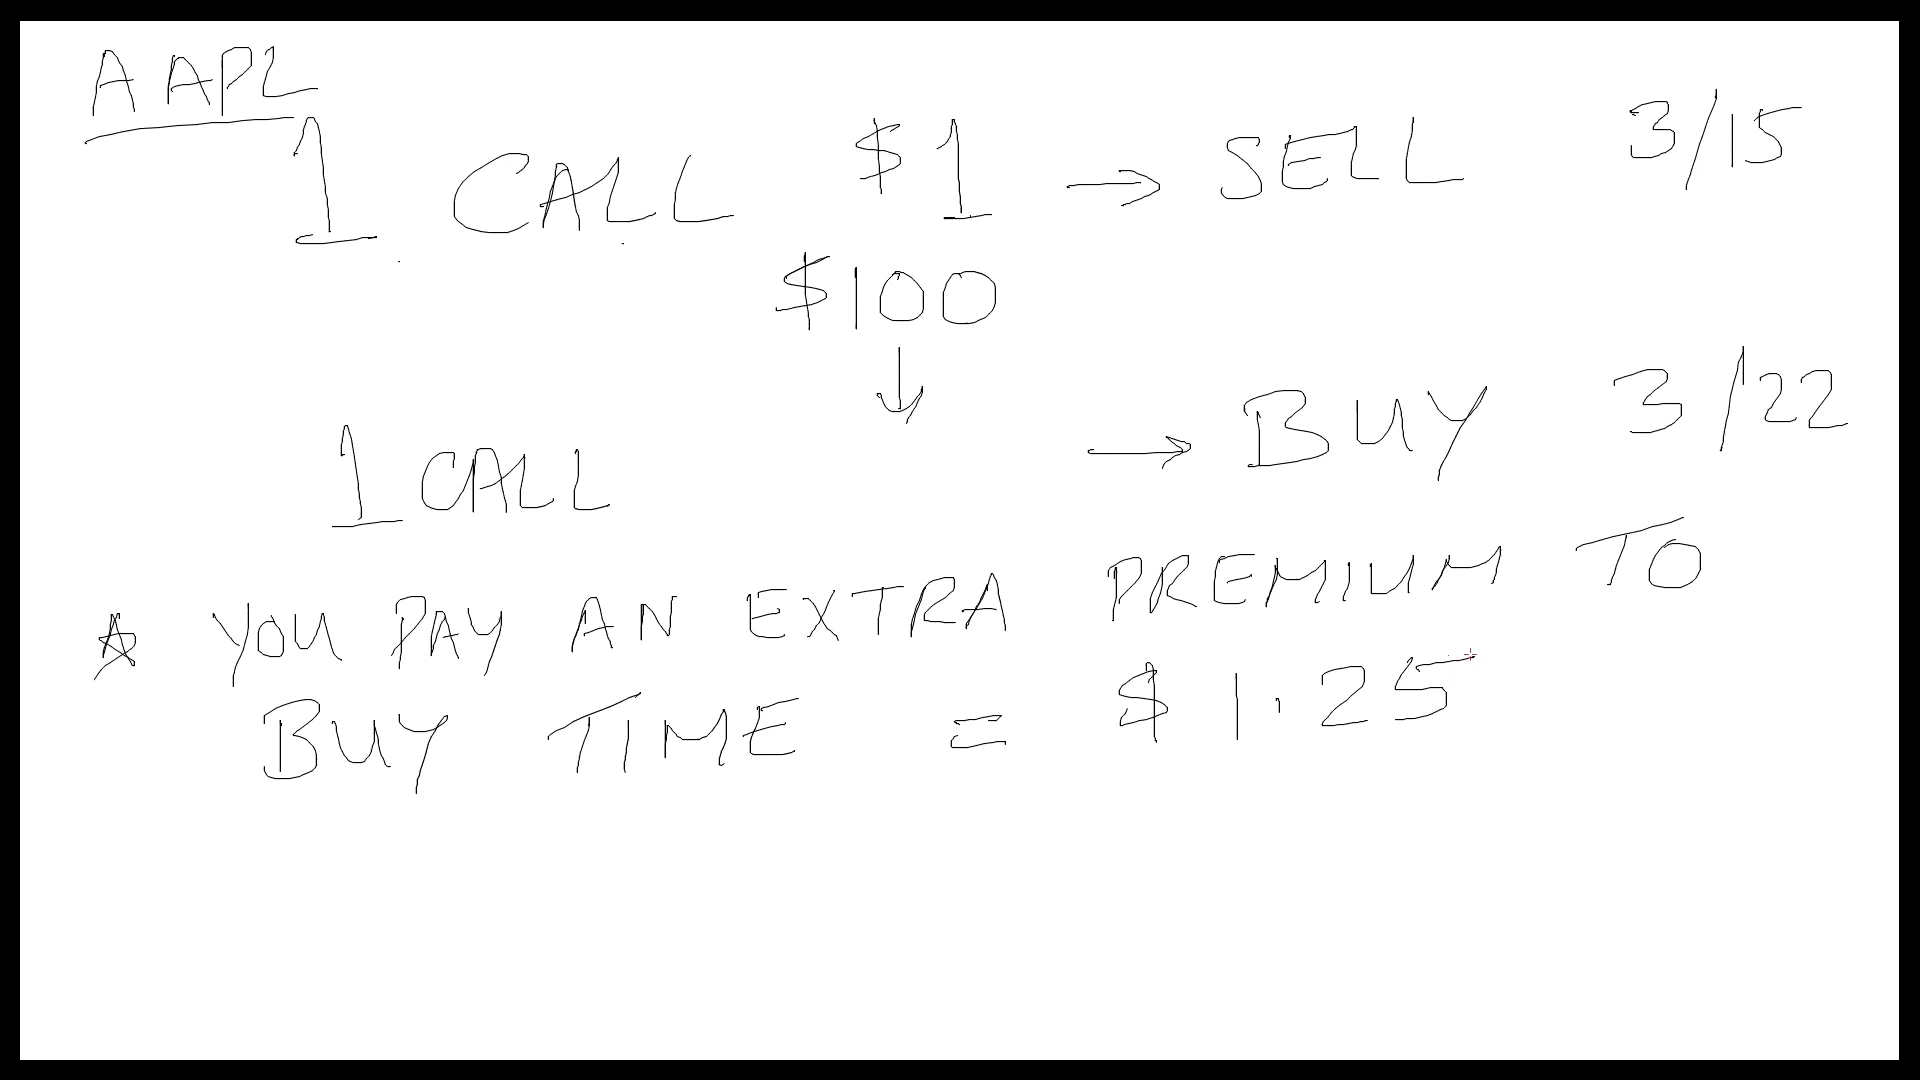 AAPL
1 CALL $1 → SELL 3/15
$100
↓
1 CALL → BUY 3/22
☆ YOU PAY AN EXTRA PREMIUM TO
BUY TIME = $1.25